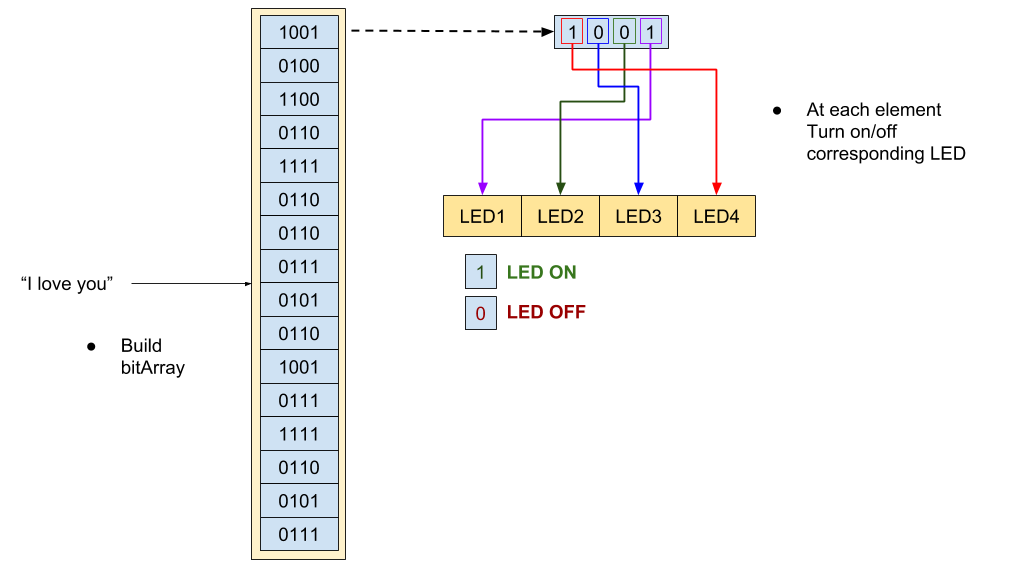 1001
0100
1100
0110
1111
0110
0110
0111
0101
0110
1001
0111
1111
0110
0101
0111
“I love you”
● Build
bitArray
1 0 0 1
LED1 LED2 LED3 LED4
1 LED ON
0 LED OFF
● At each element
Turn on/off
corresponding LED